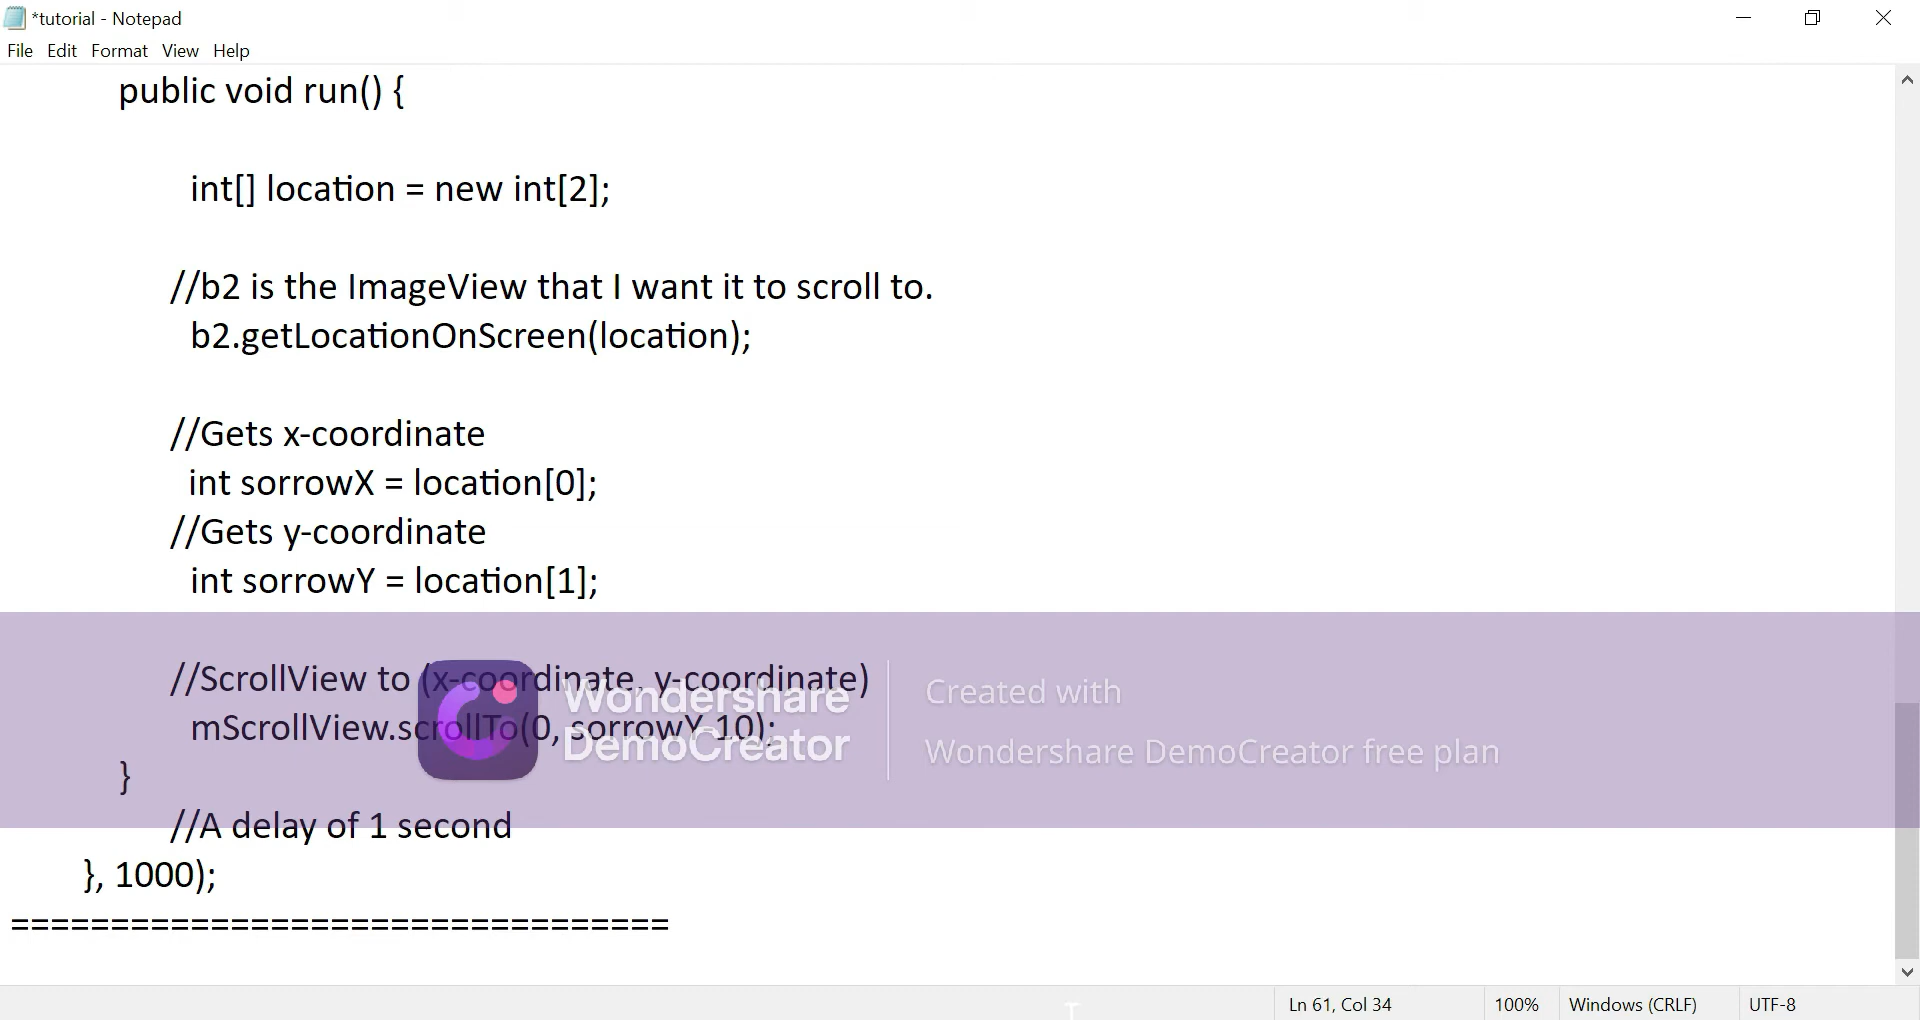 *tutorial - Notepad
File Edit Format View Help
public void run() {
int[] location = new int[2];
//b2 is the ImageView that I want it to scroll to.
b2.getLocationOnScreen(location);
//Gets x-coordinate
int sorrowX = location[0];
//Gets y-coordinate
int sorrowY = location[1];
//ScrollView to (x-coordinate, y-coordinate)
mScrollView.scrollTo(0, sorrowY-10);
Wondershare
DemoCreator
Created with
Wondershare DemoCreator free plan
}
//A delay of 1 second
}, 1000);
=================================
Ln 61, Col 34 100% Windows (CRLF) UTF-8